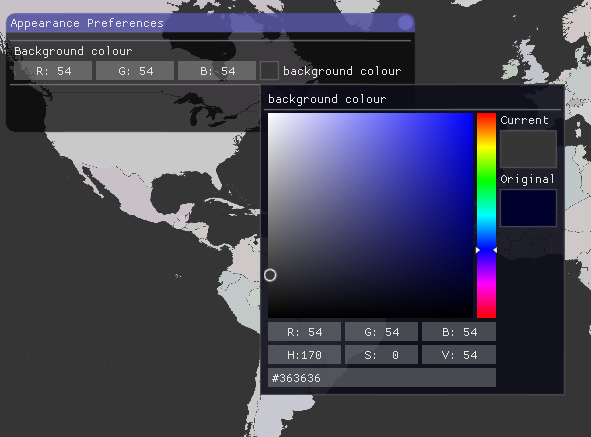 Appearance Preferences
Background colour
R: 54 G: 54 B: 54 background colour
background colour
Current
Original
R: 54 G: 54 B: 54
H:170 S: 0 V: 54
#363636